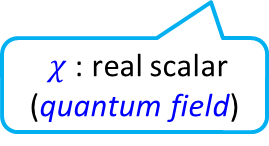 χ : real scalar
(quantum field)